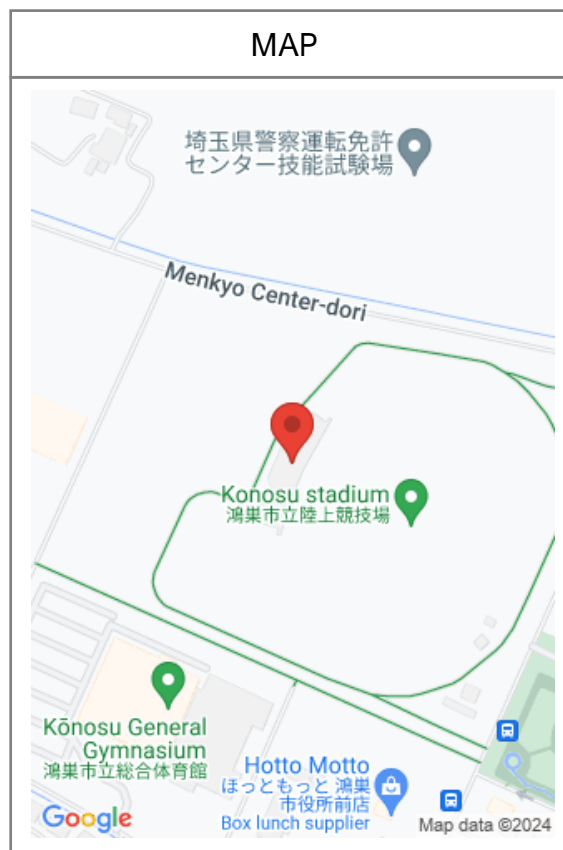 MAP
埼玉県警察運転免許
センター技能試験場
Menkyo Center-dori
Konosu stadium
鴻巣市立陸上競技場
Kōnosu General
Gymnasium
鴻巣市立総合体育館
Hotto Motto
ほっともっと 鴻巣
市役所前店
Box lunch supplier
Google
Map data ©2024